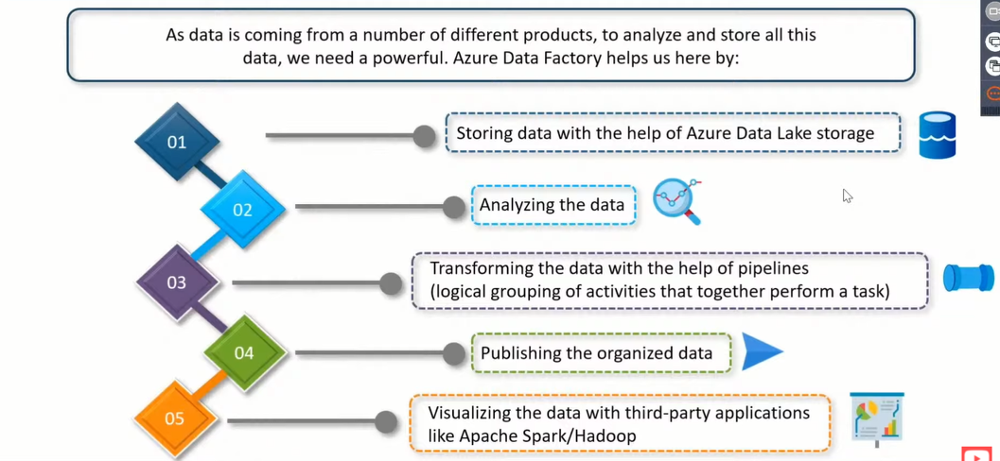 As data is coming from a number of different products, to analyze and store all this
data, we need a powerful. Azure Data Factory helps us here by:
01
Storing data with the help of Azure Data Lake storage
02
Analyzing the data
03
Transforming the data with the help of pipelines
(logical grouping of activities that together perform a task)
04
Publishing the organized data
05
Visualizing the data with third-party applications
like Apache Spark/Hadoop